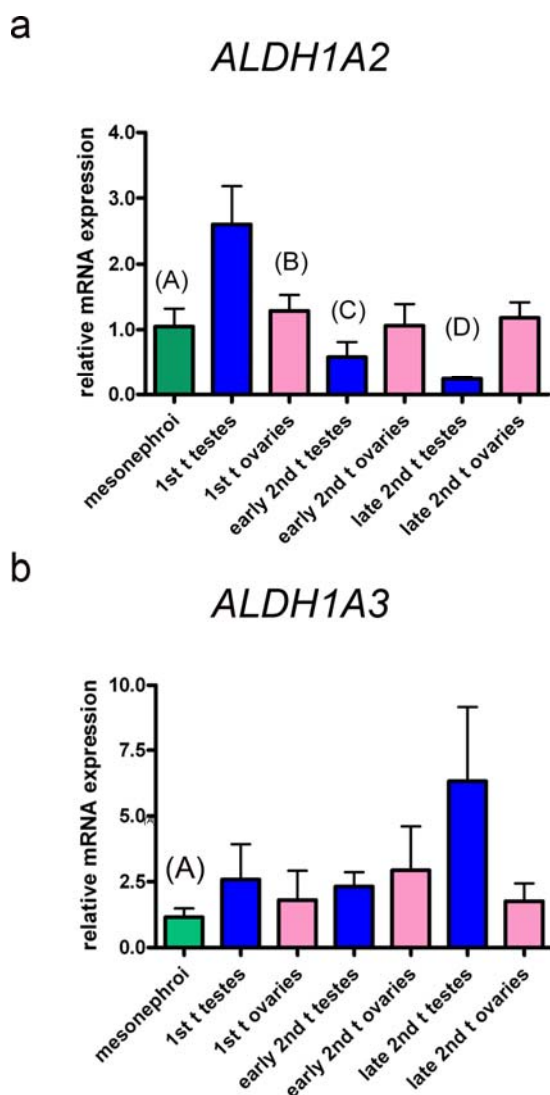 a
ALDH1A2
relative mRNA expression
4.0
3.0
2.0
1.0
0.0
(A)
(B)
(C)
(D)
mesonephroi
1st t testes
1st t ovaries
early 2nd t testes
early 2nd t ovaries
late 2nd t testes
late 2nd t ovaries
b
ALDH1A3
relative mRNA expression
10.0
7.5
5.0
2.5
0.0
(A)
mesonephroi
1st t testes
1st t ovaries
early 2nd t testes
early 2nd t ovaries
late 2nd t testes
late 2nd t ovaries